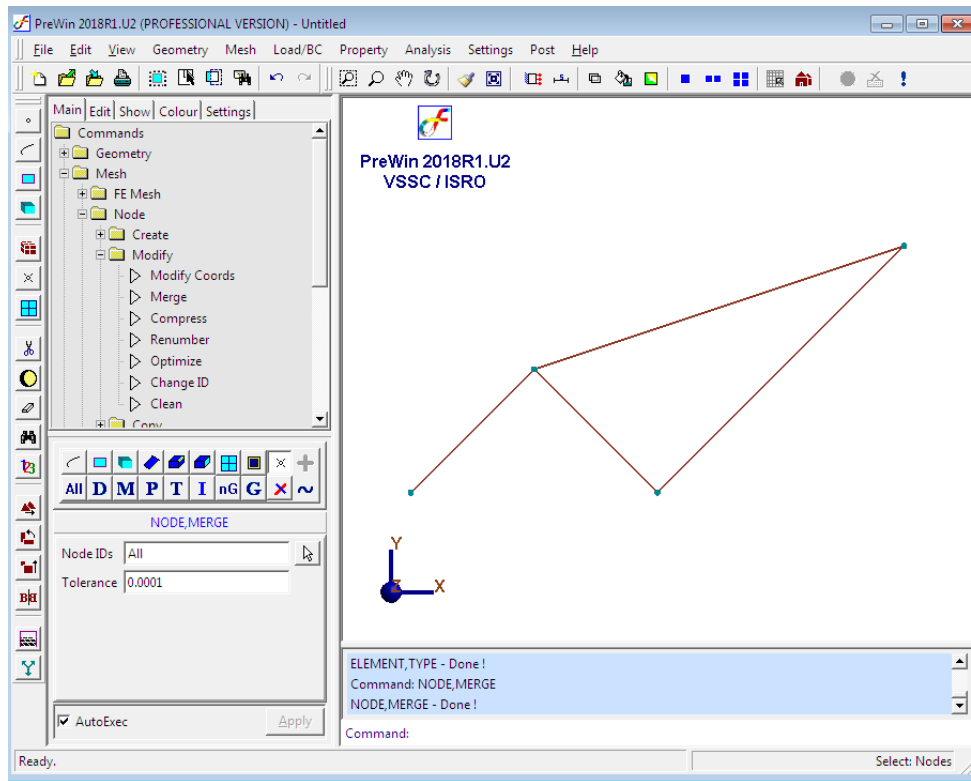 PreWin 2018R1.U2 (PROFESSIONAL VERSION) - Untitled
File Edit View Geometry Mesh Load/BC Property Analysis Settings Post Help
Main Edit Show Colour Settings
Commands
Geometry
Mesh
FE Mesh
Node
Create
Modify
Modify Coords
Merge
Compress
Renumber
Optimize
Change ID
Clean
Copy
All D M P T I nG G
NODE,MERGE
Node IDs All
Tolerance 0.0001
AutoExec Apply
PreWin 2018R1.U2
VSSC / ISRO
Y
Z X
ELEMENT,TYPE - Done !
Command: NODE,MERGE
NODE,MERGE - Done !
Command:
Ready. Select: Nodes